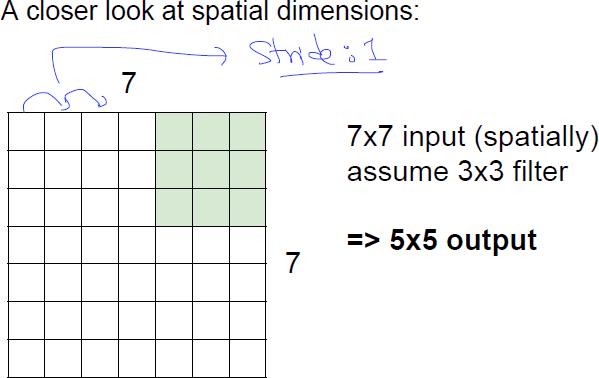 A closer look at spatial dimensions:
Stride : 1
7
7x7 input (spatially)
assume 3x3 filter
=> 5x5 output
7